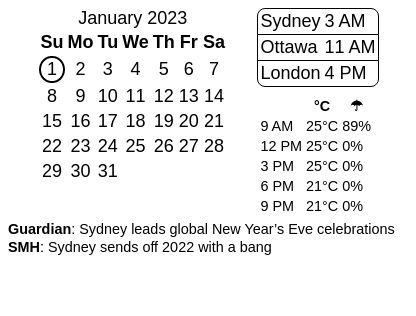 January 2023
Su Mo Tu We Th Fr Sa
1 2 3 4 5 6 7
8 9 10 11 12 13 14
15 16 17 18 19 20 21
22 23 24 25 26 27 28
29 30 31
Sydney 3 AM
Ottawa 11 AM
London 4 PM
°C ☂
9 AM 25°C 89%
12 PM 25°C 0%
3 PM 25°C 0%
6 PM 21°C 0%
9 PM 21°C 0%
Guardian: Sydney leads global New Year’s Eve celebrations
SMH: Sydney sends off 2022 with a bang